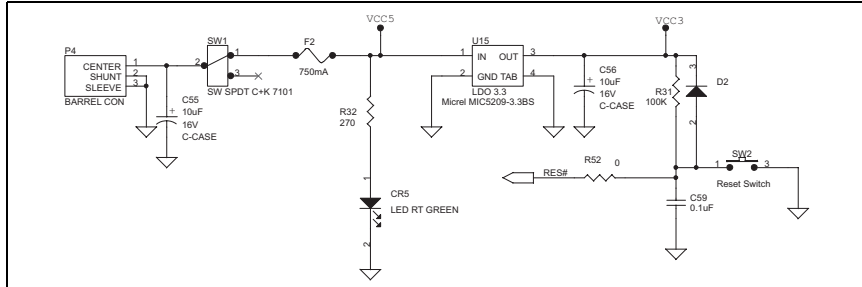 VCC5
VCC3
P4
CENTER 1
SHUNT 2
SLEEVE 3
BARREL CON
C55
10uF
16V
C-CASE
+
SW1
2
1
3
SW SPDT C+K 7101
F2
750mA
R32
270
1
CR5
LED RT GREEN
2
U15
1 IN OUT 3
2 GND TAB 4
LDO 3.3
Micrel MIC5209-3.3BS
+
C56
10uF
16V
C-CASE
R31
100K
3
D2
2
RES#
R52 0
C59
0.1uF
SW2
1 3
Reset Switch